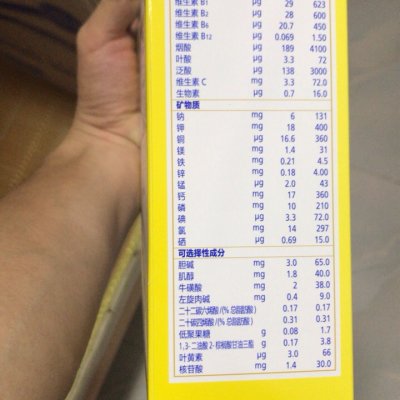 维生素 B1 μg 29 623
维生素 B2 μg 28 600
维生素 B6 μg 20.7 450
维生素 B12 μg 0.069 1.50
烟酸 μg 189 4100
叶酸 μg 3.3 72
泛酸 μg 138 3000
维生素 C mg 3.3 72.0
生物素 μg 0.7 16.0
矿物质
钠 mg 6 131
钾 mg 18 400
铜 μg 16.6 360
镁 mg 1.4 31
铁 mg 0.21 4.5
锌 mg 0.18 4.00
锰 μg 2.0 43
钙 mg 17 360
磷 mg 10 210
碘 μg 3.3 72.0
氯 mg 14 297
硒 μg 0.69 15.0
可选择性成分
胆碱 mg 3.0 65.0
肌醇 mg 1.8 40.0
牛磺酸 mg 2 38.0
左旋肉碱 mg 0.4 9.0
二十二碳六烯酸/(% 总脂肪酸) 0.17 0.17
二十碳四烯酸/(% 总脂肪酸) 0.31 0.31
低聚果糖 g 0.08 1.7
1,3-二油酸2-棕榈酸甘油三酯 g 0.17 3.8
叶黄素 μg 3.0 66
核苷酸 mg 1.4 30.0